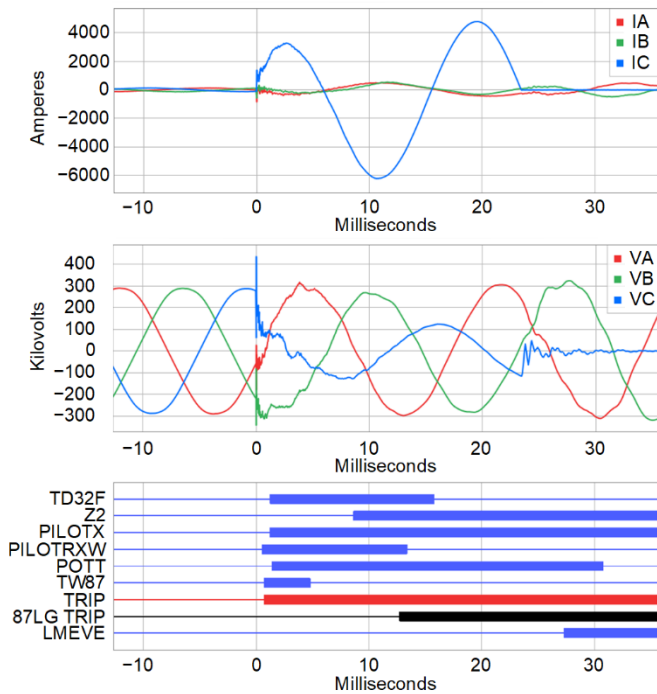 4000
2000
0
−2000
−4000
−6000
Amperes
IA
IB
IC
−10 0 10 20 30
Milliseconds
400
300
200
100
0
−100
−200
−300
Kilovolts
VA
VB
VC
−10 0 10 20 30
Milliseconds
TD32F
Z2
PILOTX
PILOTRXW
POTT
TW87
TRIP
87LG TRIP
LMEVE
−10 0 10 20 30
Milliseconds